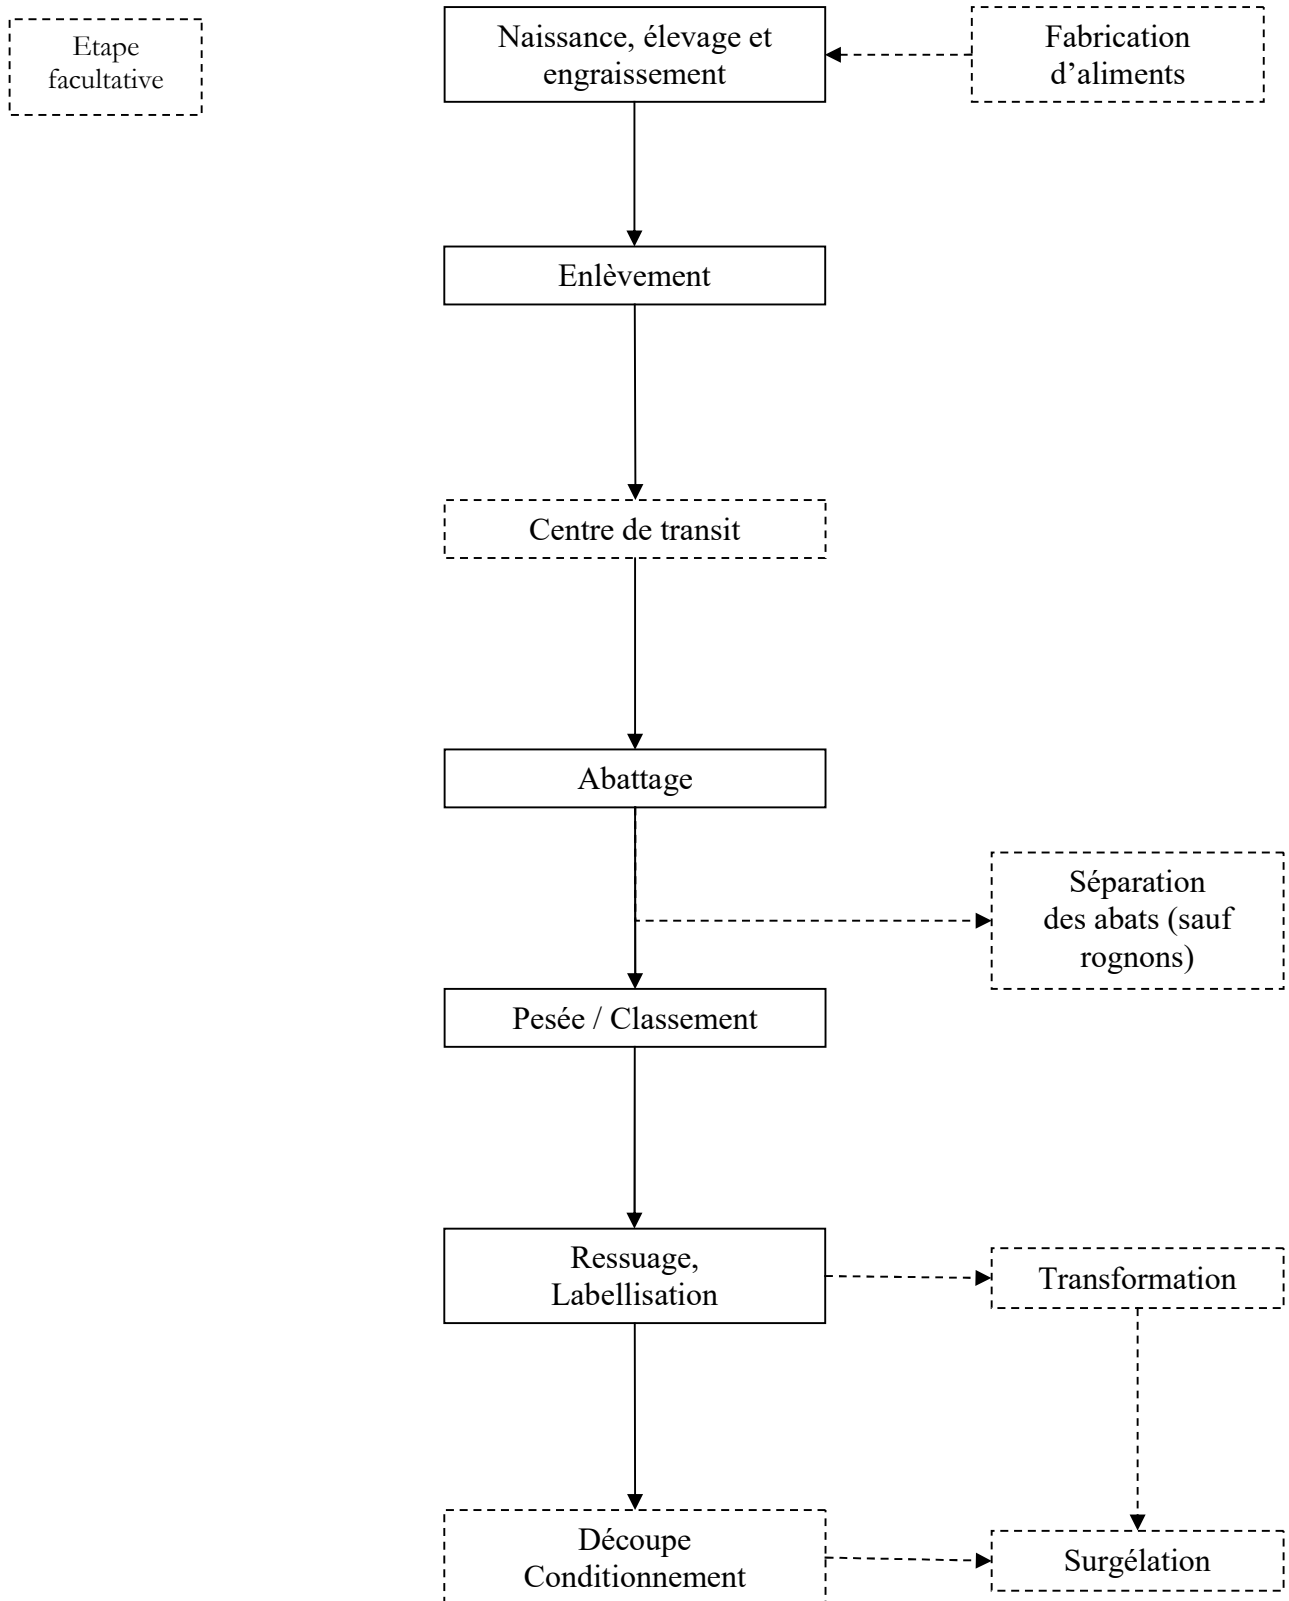 Etape
facultative
Naissance, élevage et
engraissement
Fabrication
d’aliments
Enlèvement
Centre de transit
Abattage
Séparation
des abats (sauf
rognons)
Pesée / Classement
Ressuage,
Labellisation
Transformation
Découpe
Conditionnement
Surgélation